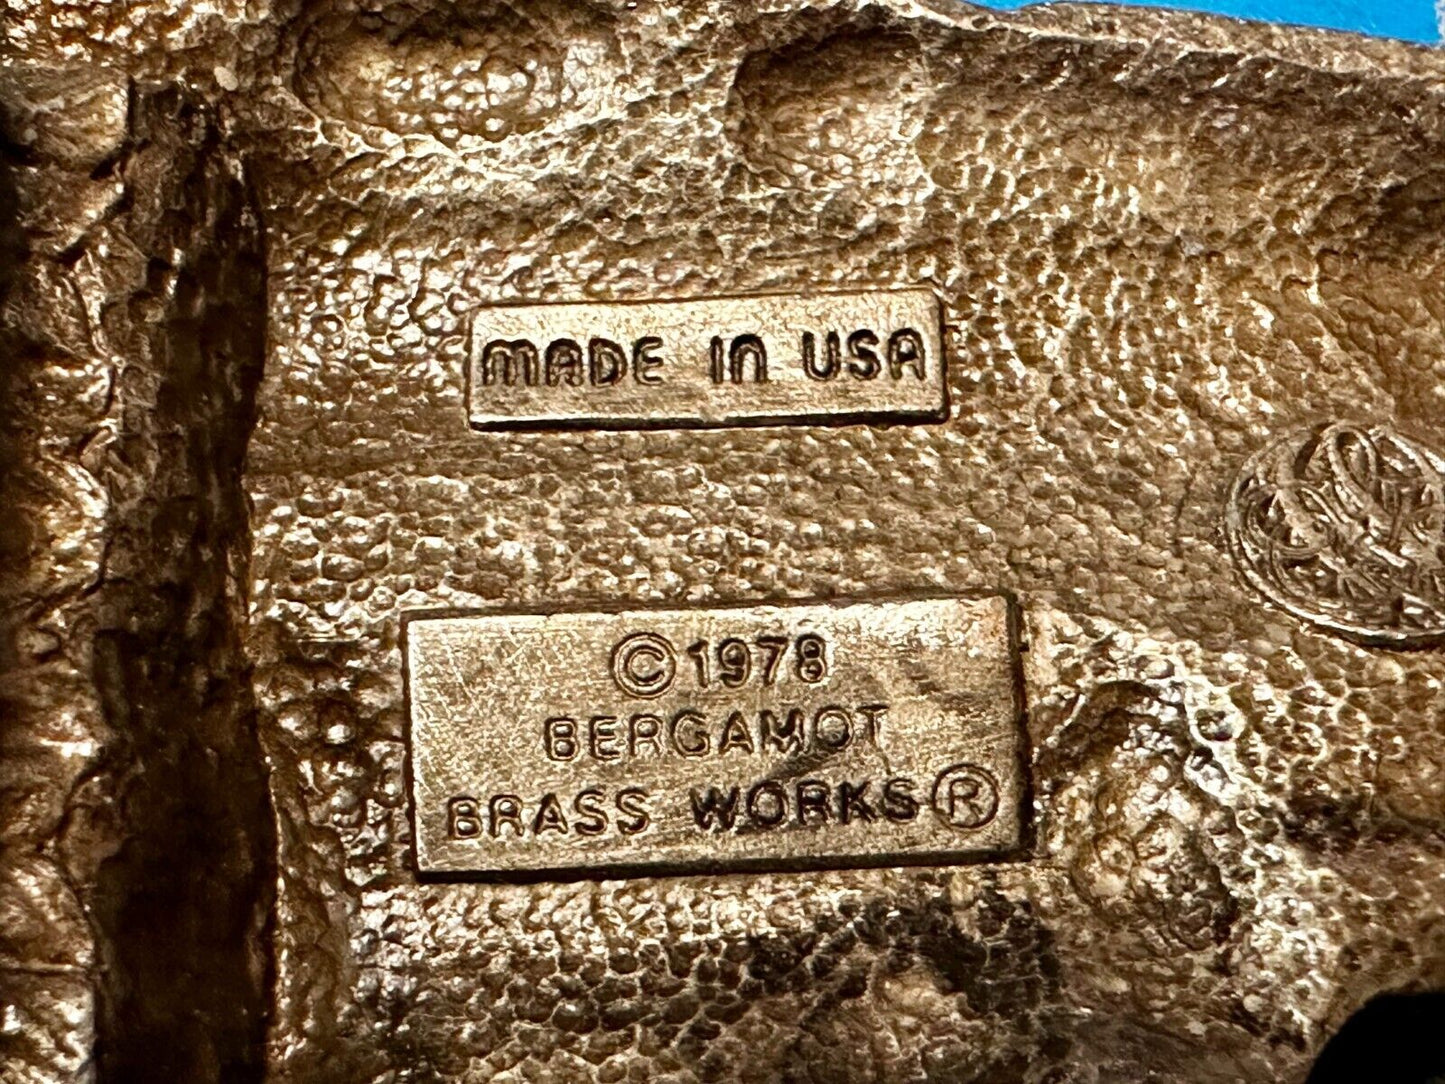 MADE IN USA
©1978
BERGAMOT
BRASS WORKS®